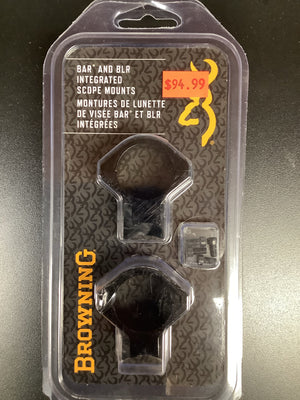 BAR* AND BLR
INTEGRATED
SCOPE MOUNTS
MONTURES DE LUNETTE
DE VISÉE BAR* ET BLR
INTÉGRÉES
$94.99
BROWNING